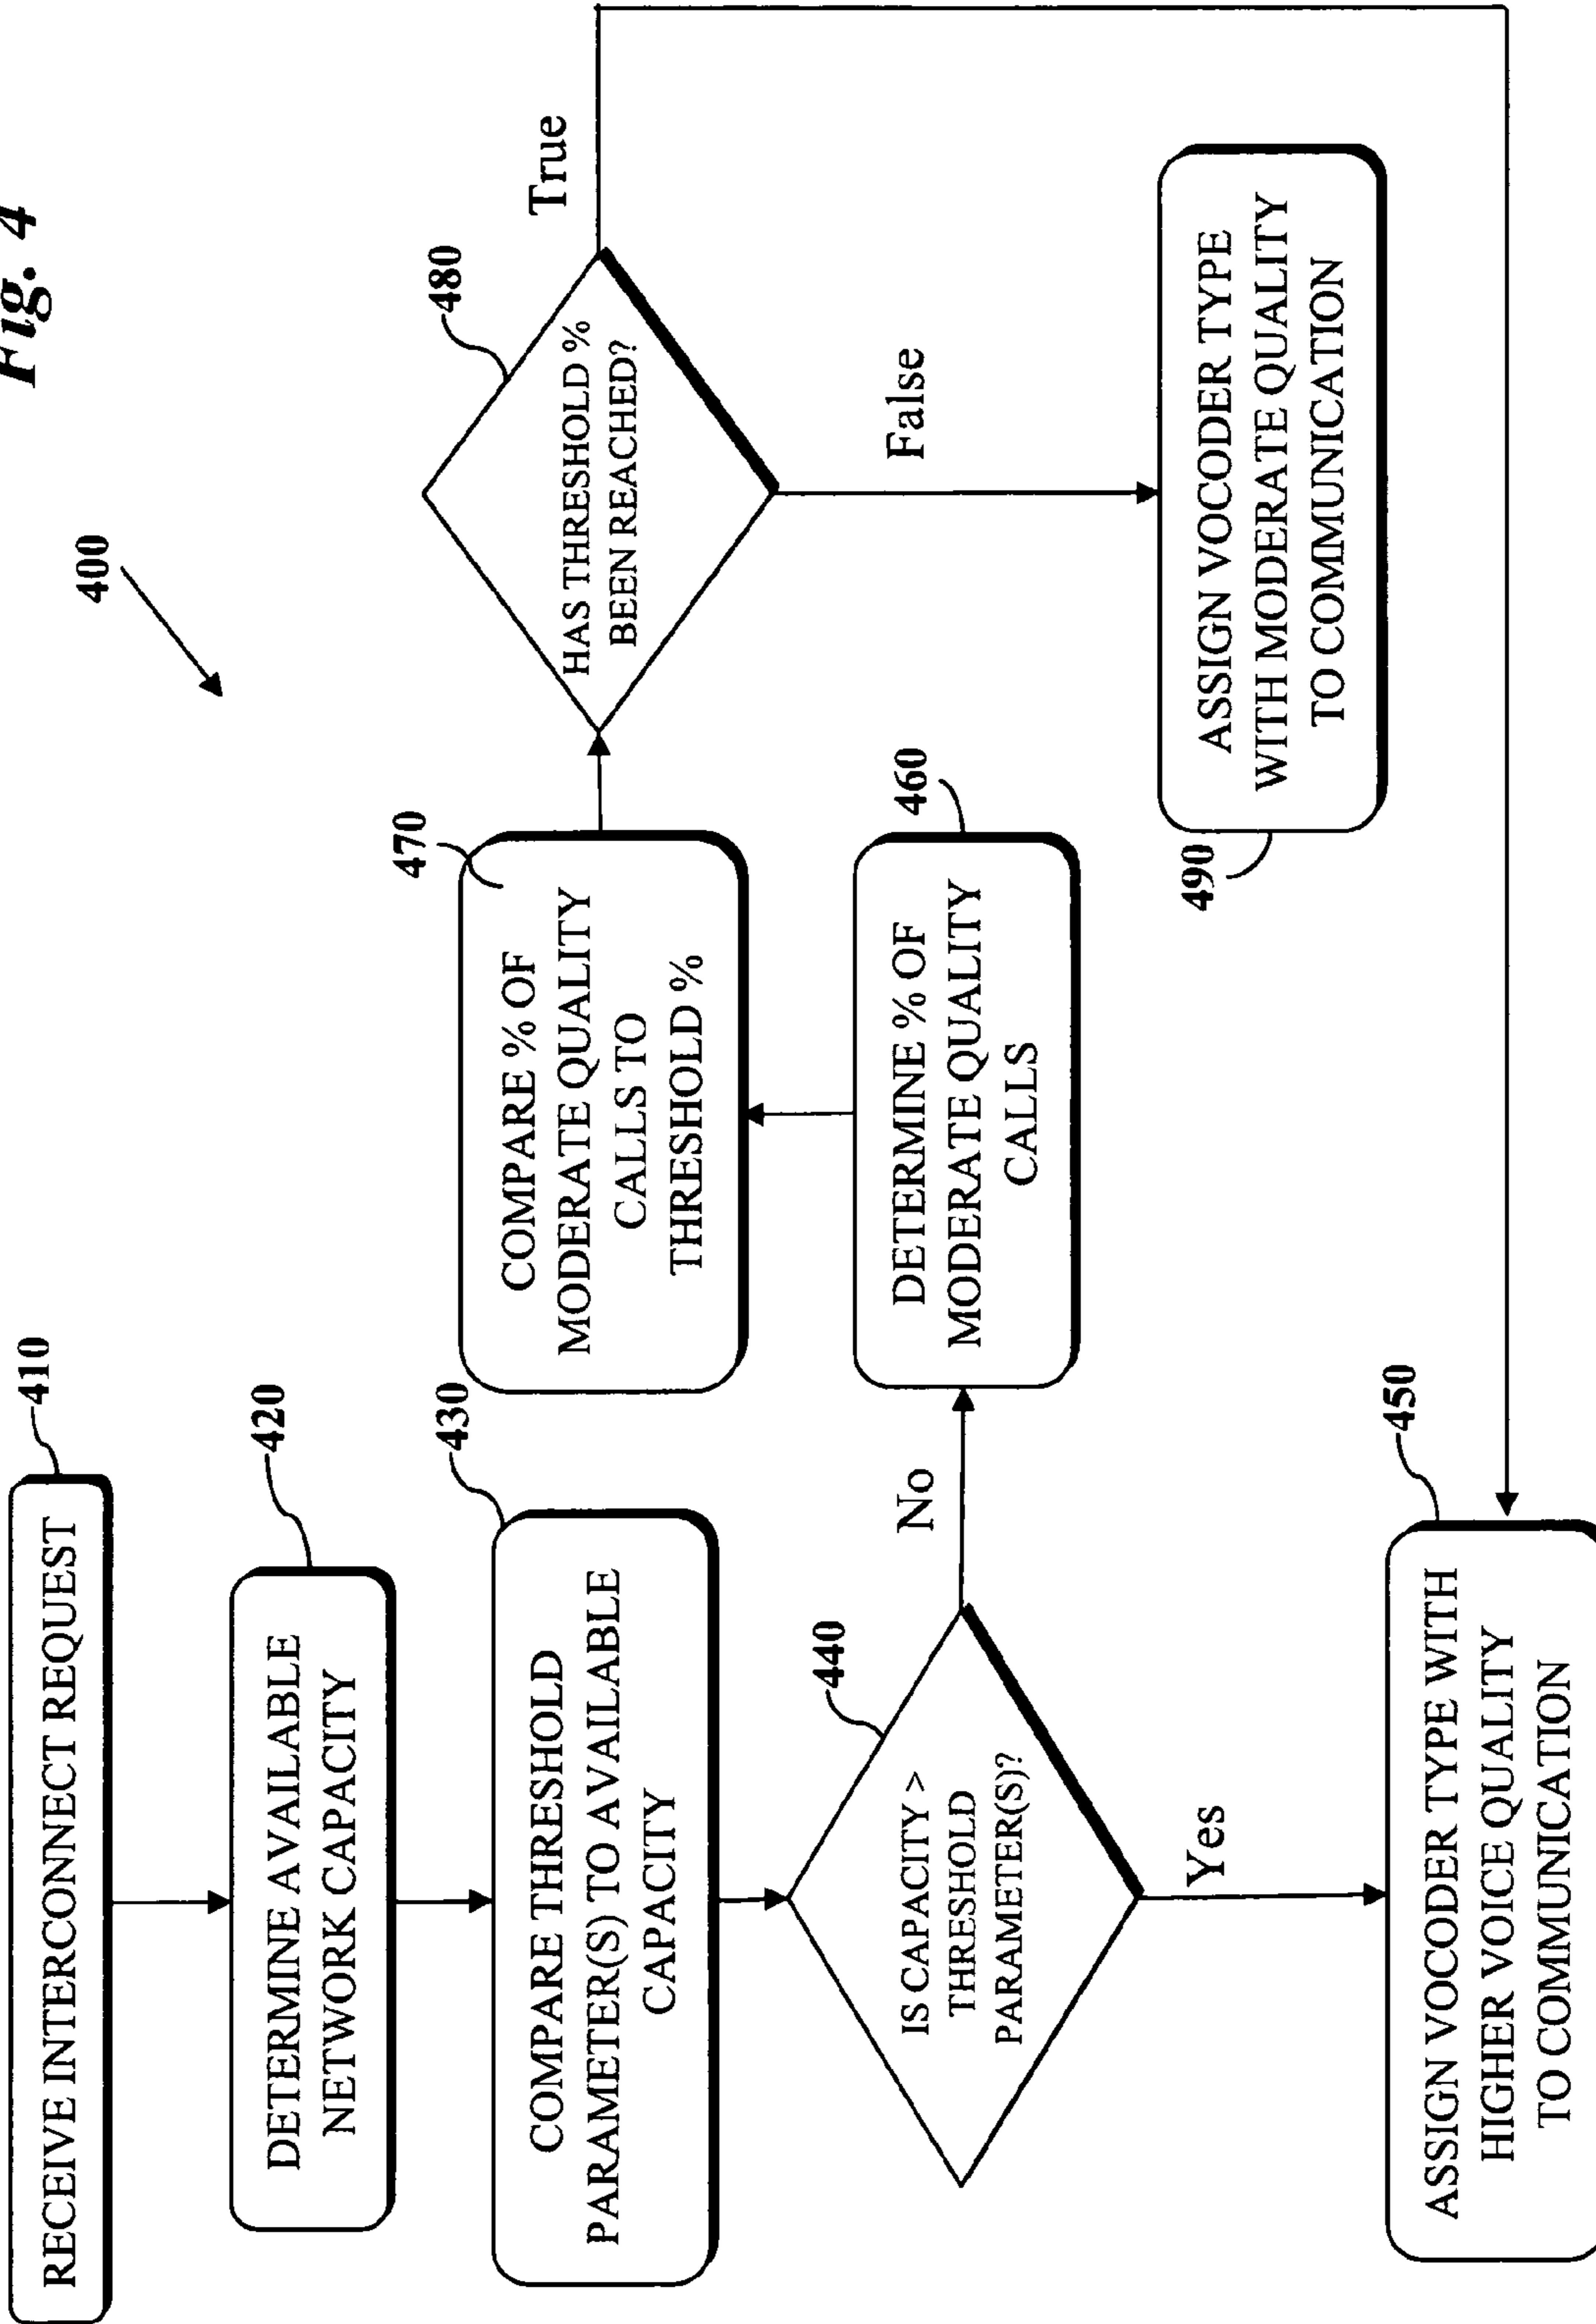 Fig. 4
400
410
RECEIVE INTERCONNECT REQUEST
420
DETERMINE AVAILABLE
NETWORK CAPACITY
430
COMPARE THRESHOLD
PARAMETER(S) TO AVAILABLE
CAPACITY
440
IS CAPACITY >
THRESHOLD
PARAMETER(S)?
No
Yes
450
ASSIGN VOCODER TYPE WITH
HIGHER VOICE QUALITY
TO COMMUNICATION
460
DETERMINE % OF
MODERATE QUALITY
CALLS
470
COMPARE % OF
MODERATE QUALITY
CALLS TO
THRESHOLD %
480
HAS THRESHOLD %
BEEN REACHED?
True
False
490
ASSIGN VOCODER TYPE
WITH MODERATE QUALITY
TO COMMUNICATION